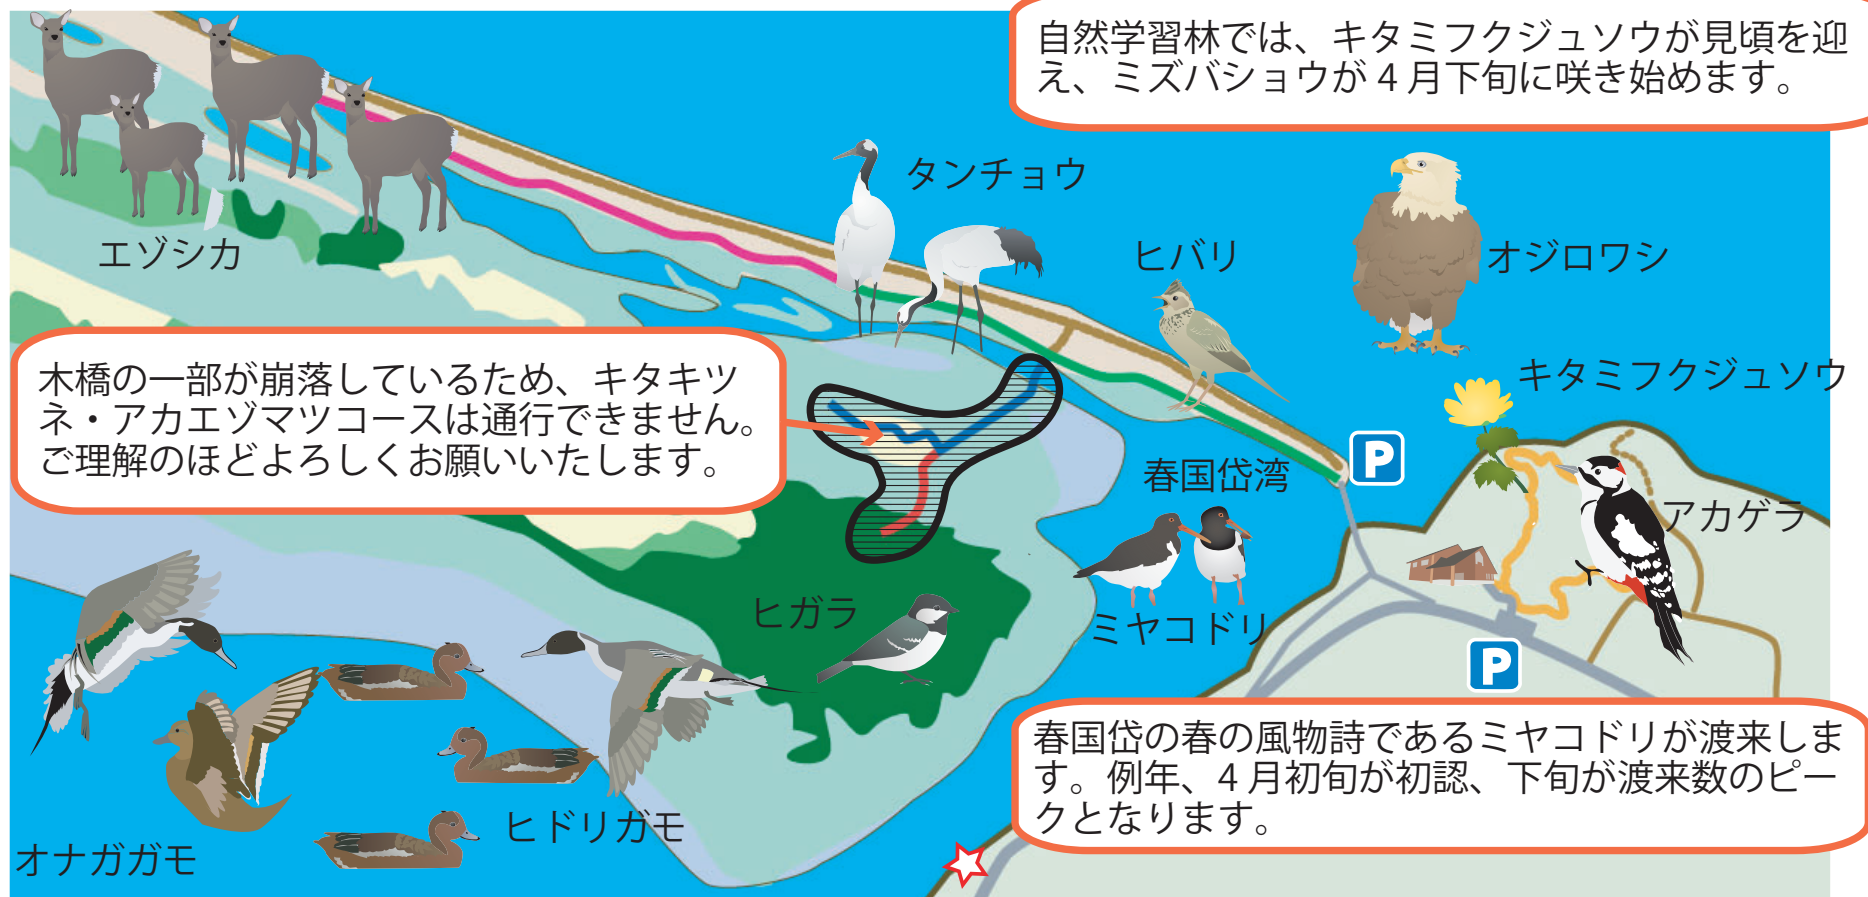 自然学習林では、キタミフクジュソウが見頃を迎
え、ミズバショウが4月下旬に咲き始めます。
タンチョウ
エゾシカ
ヒバリ
オジロワシ
木橋の一部が崩落しているため、キタキツ
ネ・アカエゾマツコースは通行できません。
ご理解のほどよろしくお願いいたします。
キタミフクジュソウ
P
春国岱湾
アカゲラ
ヒガラ
ミヤコドリ
P
春国岱の春の風物詩であるミヤコドリが渡来しま
す。例年、4月初旬が初認、下旬が渡来数のピー
クとなります。
ヒドリガモ
オナガガモ